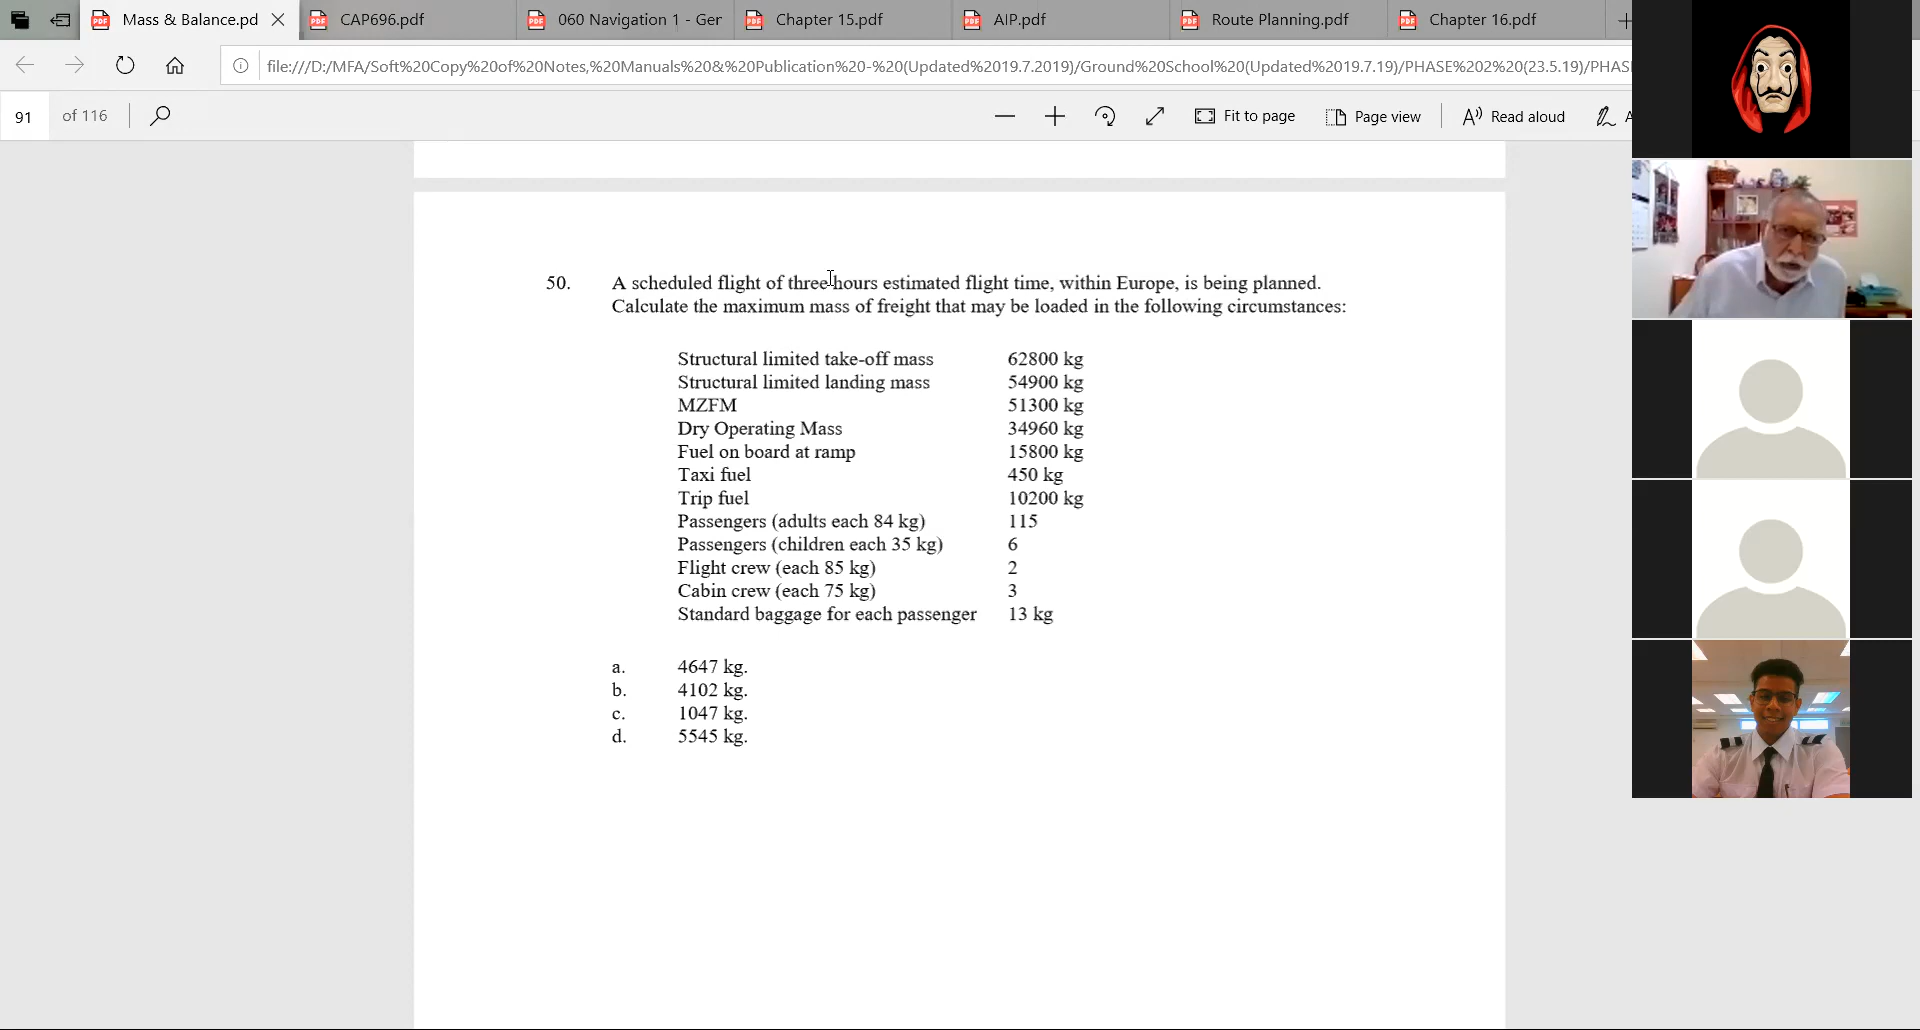 Mass & Balance.pd
CAP696.pdf
060 Navigation 1 - Ger
Chapter 15.pdf
AIP.pdf
Route Planning.pdf
Chapter 16.pdf
file:///D:/MFA/Soft%20Copy%20of%20Notes,%20Manuals%20&%20Publication%20-%20(Updated%2019.7.2019)/Ground%20School%20(Updated%2019.7.19)/PHASE%202%20(23.5.19)/PHAS
91 of 116
Fit to page
Page view
Read aloud
50. A scheduled flight of three hours estimated flight time, within Europe, is being planned.
Calculate the maximum mass of freight that may be loaded in the following circumstances:
Structural limited take-off mass 62800 kg
Structural limited landing mass 54900 kg
MZFM 51300 kg
Dry Operating Mass 34960 kg
Fuel on board at ramp 15800 kg
Taxi fuel 450 kg
Trip fuel 10200 kg
Passengers (adults each 84 kg) 115
Passengers (children each 35 kg) 6
Flight crew (each 85 kg) 2
Cabin crew (each 75 kg) 3
Standard baggage for each passenger 13 kg
a. 4647 kg.
b. 4102 kg.
c. 1047 kg.
d. 5545 kg.